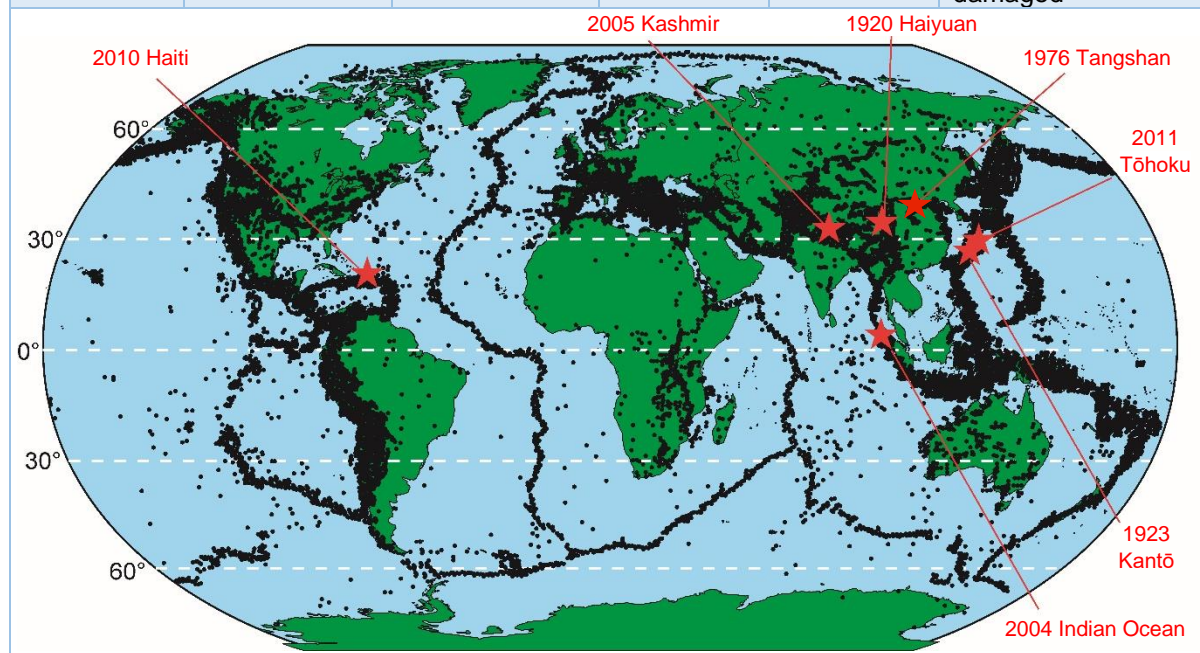 damaged
2005 Kashmir
1920 Haiyuan
2010 Haiti
1976 Tangshan
60°
2011
Tōhoku
30°
0°
30°
1923
Kantō
60°
2004 Indian Ocean